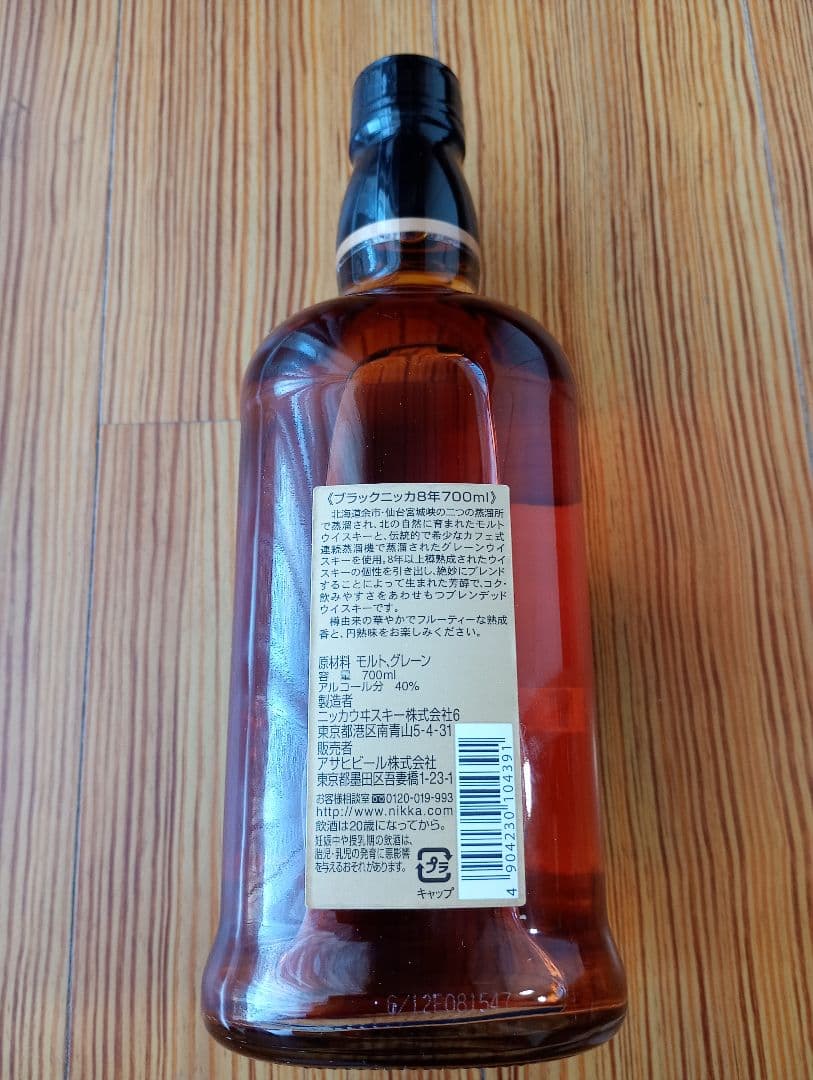 《ブラックニッカ8年700ml》
北海道余市・仙台宮城峡の二つの蒸溜所
で蒸溜され、北の自然に育まれたモルト
ウイスキーと、伝統的で希少なカフェ式
連続蒸溜機で蒸溜されたグレーンウイ
スキーを使用。8年以上樽熟成されたウイ
スキーの個性を引き出し、絶妙にブレンド
することによって生まれた芳醇で、コク・
飲みやすさをあわせもつブレンデッド
ウイスキーです。
樽由来の華やかでフルーティーな熟成
香と、円熟味をお楽しみください。
原材料 モルト、グレーン
容量 700ml
アルコール分 40%
製造者
ニッカウヰスキー株式会社6
東京都港区南青山5-4-31
販売者
アサヒビール株式会社
東京都墨田区吾妻橋1-23-1
お客様相談室 0120-019-993
http://www.nikka.com
飲酒は20歳になってから。
妊娠中や授乳期の飲酒は、
胎児・乳児の発育に悪影響
を与えるおそれがあります。
プラ
キャップ
4 904230 104391
6/12F081547